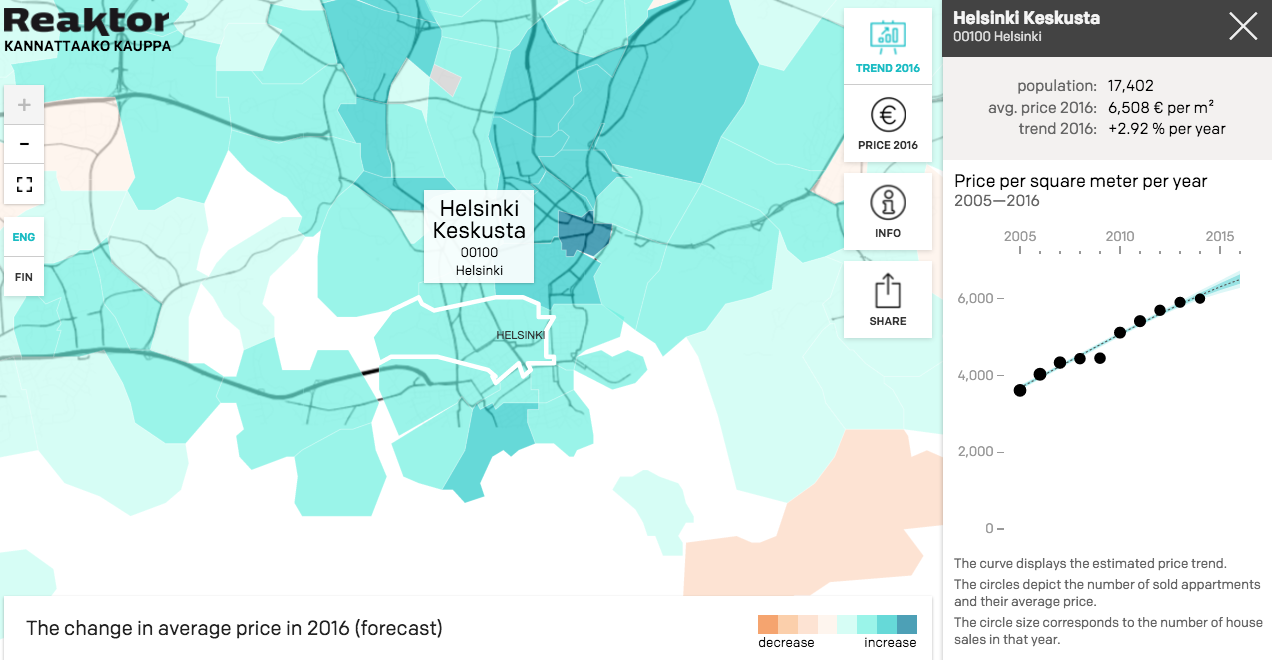 Reaktor
KANNATTAAKO KAUPPA
+
−
ENG
FIN
Helsinki
Keskusta
00100
Helsinki
HELSINKI
TREND 2016
€
PRICE 2016
INFO
SHARE
The change in average price in 2016 (forecast)
decrease
increase
Helsinki Keskusta
00100 Helsinki
population: 17,402
avg. price 2016: 6,508 € per m²
trend 2016: +2.92 % per year
Price per square meter per year
2005—2016
2005 2010 2015
6,000
4,000
2,000
0
The curve displays the estimated price trend.
The circles depict the number of sold appartments
and their average price.
The circle size corresponds to the number of house
sales in that year.